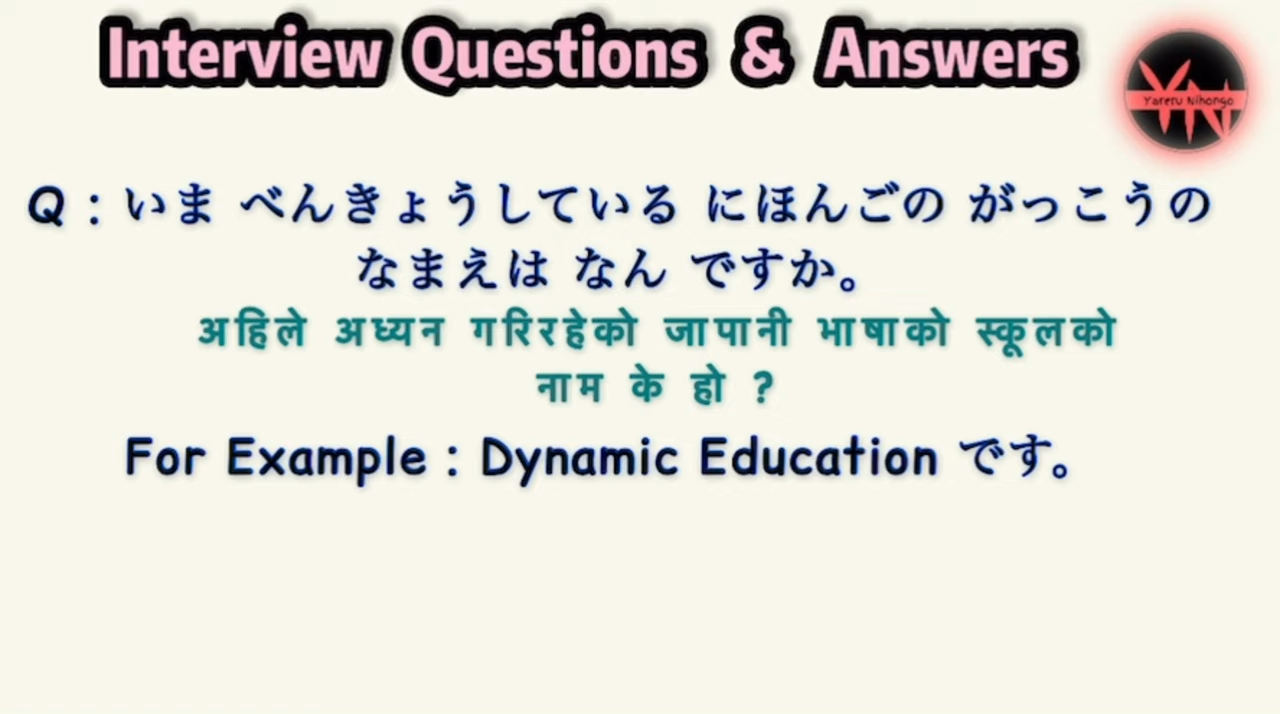 Interview Questions & Answers
Yareru Nihongo
Q : いま べんきょうしている にほんごの がっこうの
なまえは なん ですか。
अहिले अध्यन गरिरहेको जापानी भाषाको स्कूलको
नाम के हो ?
For Example : Dynamic Education です。